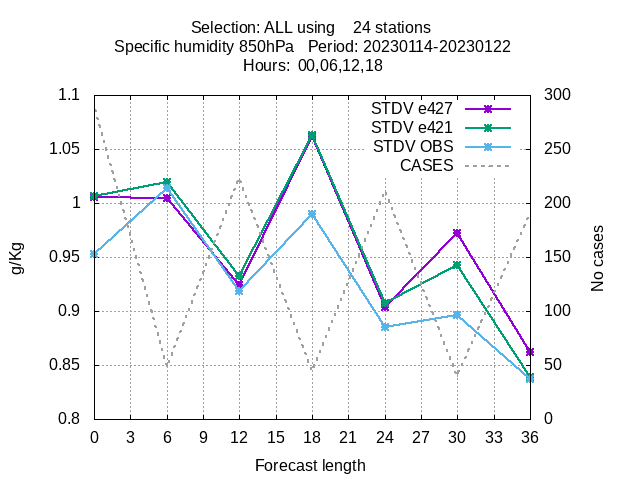 Selection: ALL using    24 stations
Specific humidity 850hPa   Period: 20230114-20230122
Hours:  00,06,12,18
STDV e427
STDV e421
STDV OBS
CASES
1.1
1.05
1
0.95
0.9
0.85
0.8
300
250
200
150
100
50
0
g/Kg
No cases
0 3 6 9 12 15 18 21 24 27 30 33 36
Forecast length